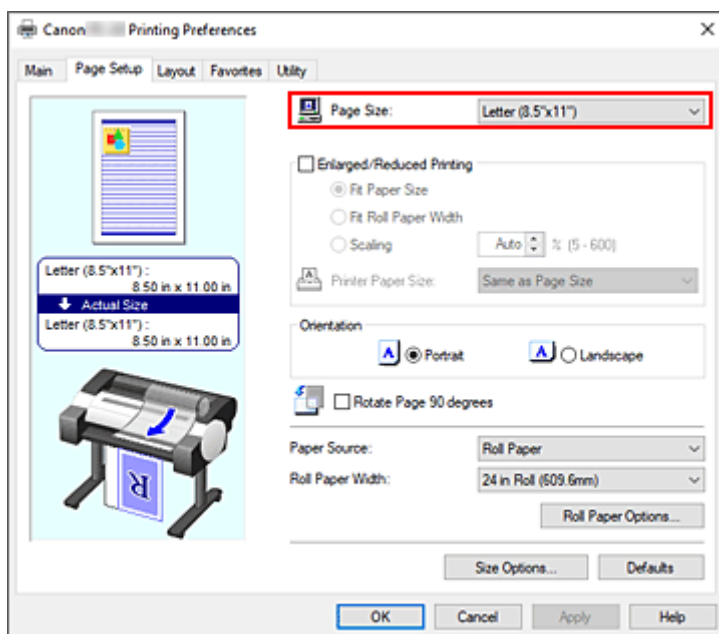 Canon Printing Preferences
Main Page Setup Layout Favorites Utility
Page Size: Letter (8.5"x11")
Enlarged/Reduced Printing
Fit Paper Size
Fit Roll Paper Width
Scaling Auto % (5 - 600)
Printer Paper Size: Same as Page Size
Letter (8.5"x11") :
8.50 in x 11.00 in
Actual Size
Letter (8.5"x11") :
8.50 in x 11.00 in
Orientation
A Portrait A Landscape
Rotate Page 90 degrees
R
Paper Source: Roll Paper
Roll Paper Width: 24 in Roll (609.6mm)
Roll Paper Options...
Size Options... Defaults
OK Cancel Apply Help